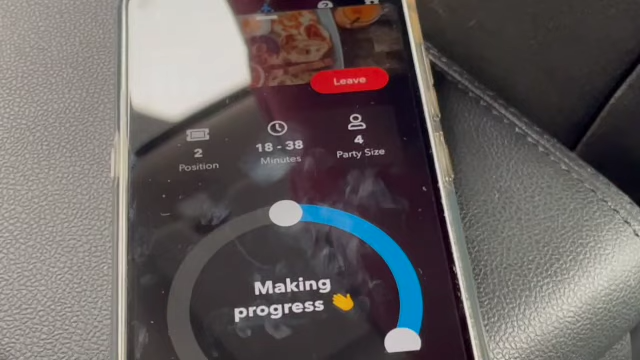 Leave
2
Position
18 - 38
Minutes
4
Party Size
Making
progress 👋